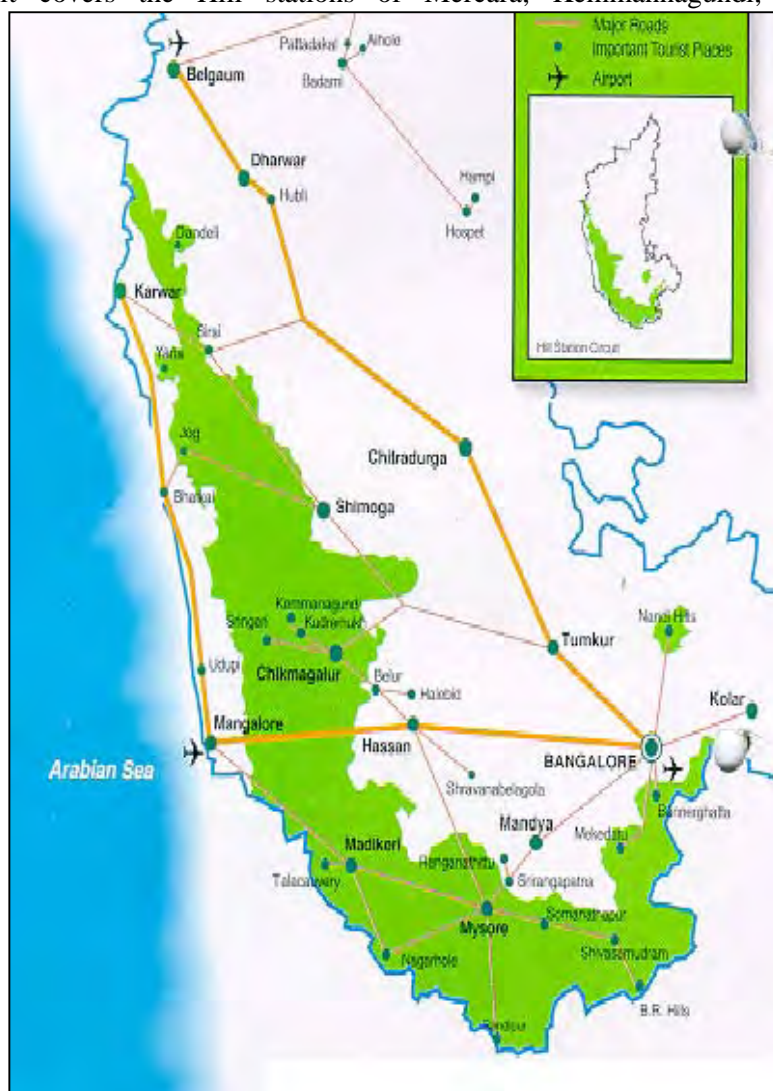 it covers the Hill stations of Mercara, Kemmannagundi,
Major Roads
Important Tourist Places
Airport
Pattadakal
Aihole
Badami
Belgaum
Dharwar
Hubli
Hampi
Hospet
Dandeli
Karwar
Sirsi
Yana
Hill Station Circuit
Jog
Chitradurga
Bhatkal
Shimoga
Kemmanagundi
Kudremukh
Sringeri
Chikmagalur
Nandi Hills
Tumkur
Udupi
Belur
Halebid
Kolar
Mangalore
Hassan
BANGALORE
Arabian Sea
Shravanabelagola
Bannerghatta
Mandya
Mekedatu
Madikeri
Ranganathittu
Talacauvery
Srirangapatna
Somanathapur
Mysore
Shivasamudram
Nagarhole
B.R. Hills
Bandipur